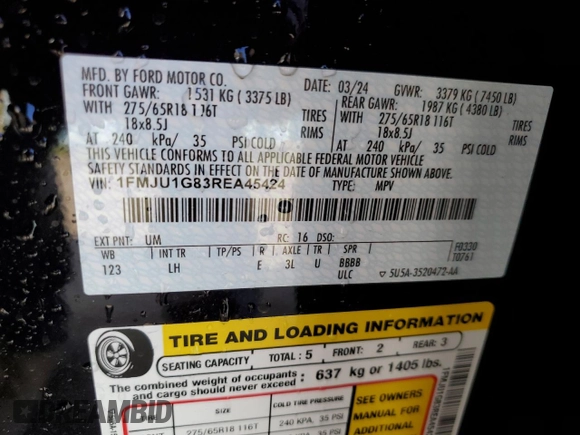 MFD. BY FORD MOTOR CO.
DATE: 03/24 GVWR: 3379 KG (7450 LB)
FRONT GAWR: 1531 KG (3375 LB) REAR GAWR: 1987 KG (4380 LB)
WITH 275/65R18 116T TIRES WITH 275/65R18 116T TIRES
18x8.5J RIMS 18x8.5J RIMS
AT 240 kPa/ 35 PSI COLD AT 240 kPa/ 35 PSI COLD
THIS VEHICLE CONFORMS TO ALL APPLICABLE FEDERAL MOTOR VEHICLE
SAFETY STANDARDS IN EFFECT ON THE DATE OF MANUFACTURE SHOWN ABOVE.
VIN: 1FMJU1G83REA45424 TYPE: MPV
EXT PNT: UM RC: 16 DSO:
WB INT TR TP/PS R AXLE TR SPR F0330
123 LH E 3L U BBBB T0761
ULC 5U5A-3520472-AA
TIRE AND LOADING INFORMATION
SEATING CAPACITY TOTAL: 5 FRONT: 2 REAR: 3
The combined weight of occupants
and cargo should never exceed: 637 kg or 1405 lbs.
SIZE COLD TIRE PRESSURE SEE OWNERS
275/65R18 116T 240 KPA, 35 PSI MANUAL FOR
ADDITIONAL